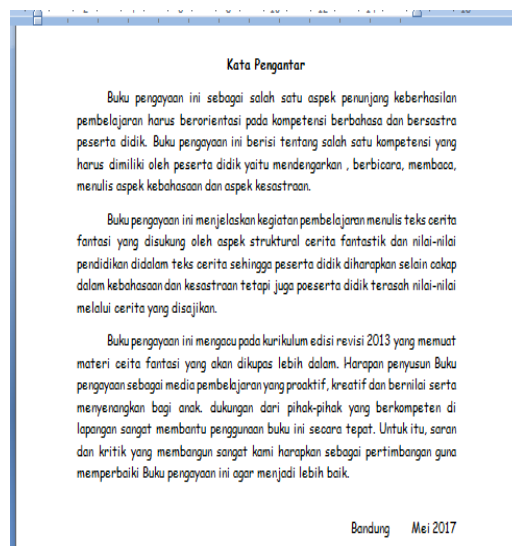 Kata Pengantar
Buku pengayaan ini sebagai salah satu aspek penunjang keberhasilan
pembelajaran harus berorientasi pada kompetensi berbahasa dan bersastra
peserta didik. Buku pengayaan ini berisi tentang salah satu kompetensi yang
harus dimiliki oleh peserta didik yaitu mendengarkan , berbicara, membaca,
menulis aspek kebahasaan dan aspek kesastraan.
Buku pengayaan ini menjelaskan kegiatan pembelajaran menulis teks cerita
fantasi yang disukung oleh aspek struktural cerita fantastik dan nilai-nilai
pendidikan didalam teks cerita sehingga peserta didik diharapkan selain cakap
dalam kebahasaan dan kesastraan tetapi juga poeserta didik terasah nilai-nilai
melalui cerita yang disajikan.
Buku pengayaan ini mengacu pada kurikulum edisi revisi 2013 yang memuat
materi ceita fantasi yang akan dikupas lebih dalam. Harapan penyusun Buku
pengayaan sebagai media pembelajaran yang proaktif, kreatif dan bernilai serta
menyenangkan bagi anak. dukungan dari pihak-pihak yang berkompeten di
lapangan sangat membantu penggunaan buku ini secara tepat. Untuk itu, saran
dan kritik yang membangun sangat kami harapkan sebagai pertimbangan guna
memperbaiki Buku pengayaan ini agar menjadi lebih baik.
Bandung Mei 2017